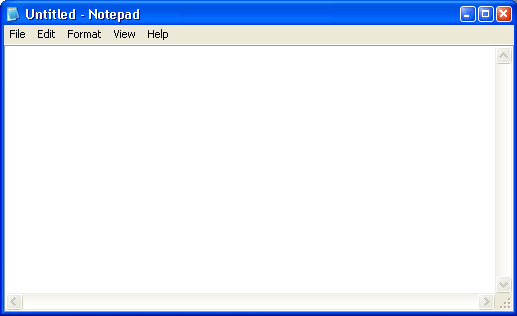 Untitled - Notepad
File Edit Format View Help